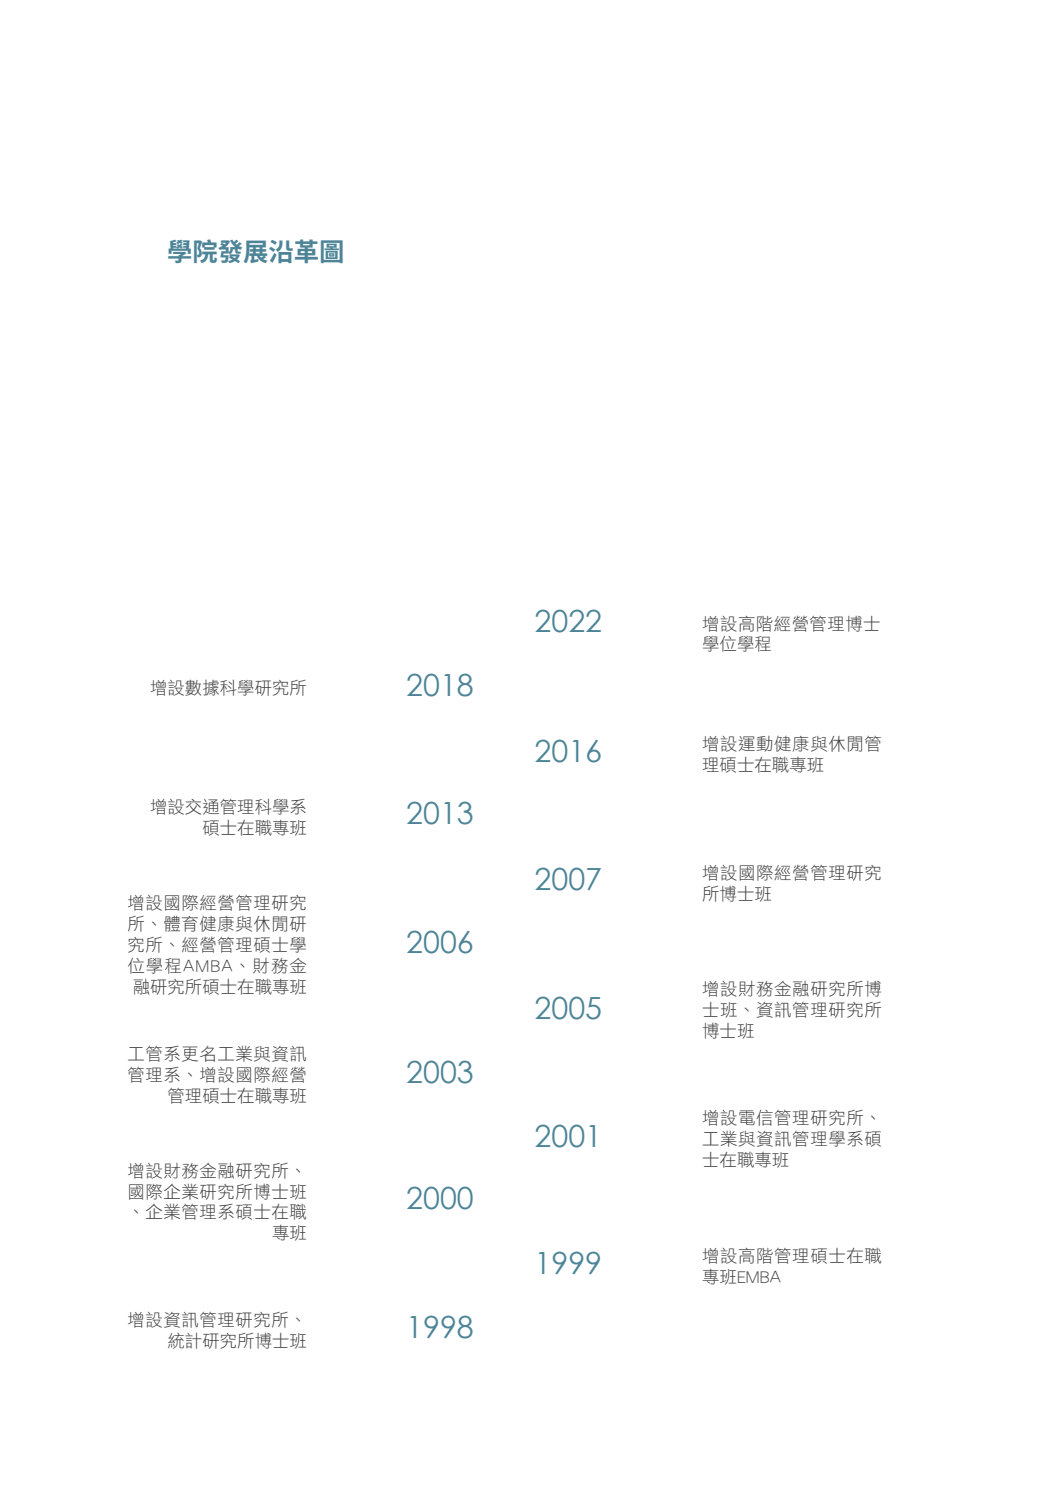 學院發展沿革圖
2022
增設高階經營管理博士
學位學程
增設數據科學研究所
2018
2016
增設運動健康與休閒管
理碩士在職專班
增設交通管理科學系
碩士在職專班
2013
2007
增設國際經營管理研究
所博士班
增設國際經營管理研究
所、體育健康與休閒研
究所、經營管理碩士學
位學程AMBA、財務金
融研究所碩士在職專班
2006
2005
增設財務金融研究所博
士班、資訊管理研究所
博士班
工管系更名工業與資訊
管理系、增設國際經營
管理碩士在職專班
2003
2001
增設電信管理研究所、
工業與資訊管理學系碩
士在職專班
增設財務金融研究所、
國際企業研究所博士班
、企業管理系碩士在職
專班
2000
1999
增設高階管理碩士在職
專班EMBA
增設資訊管理研究所、
統計研究所博士班
1998